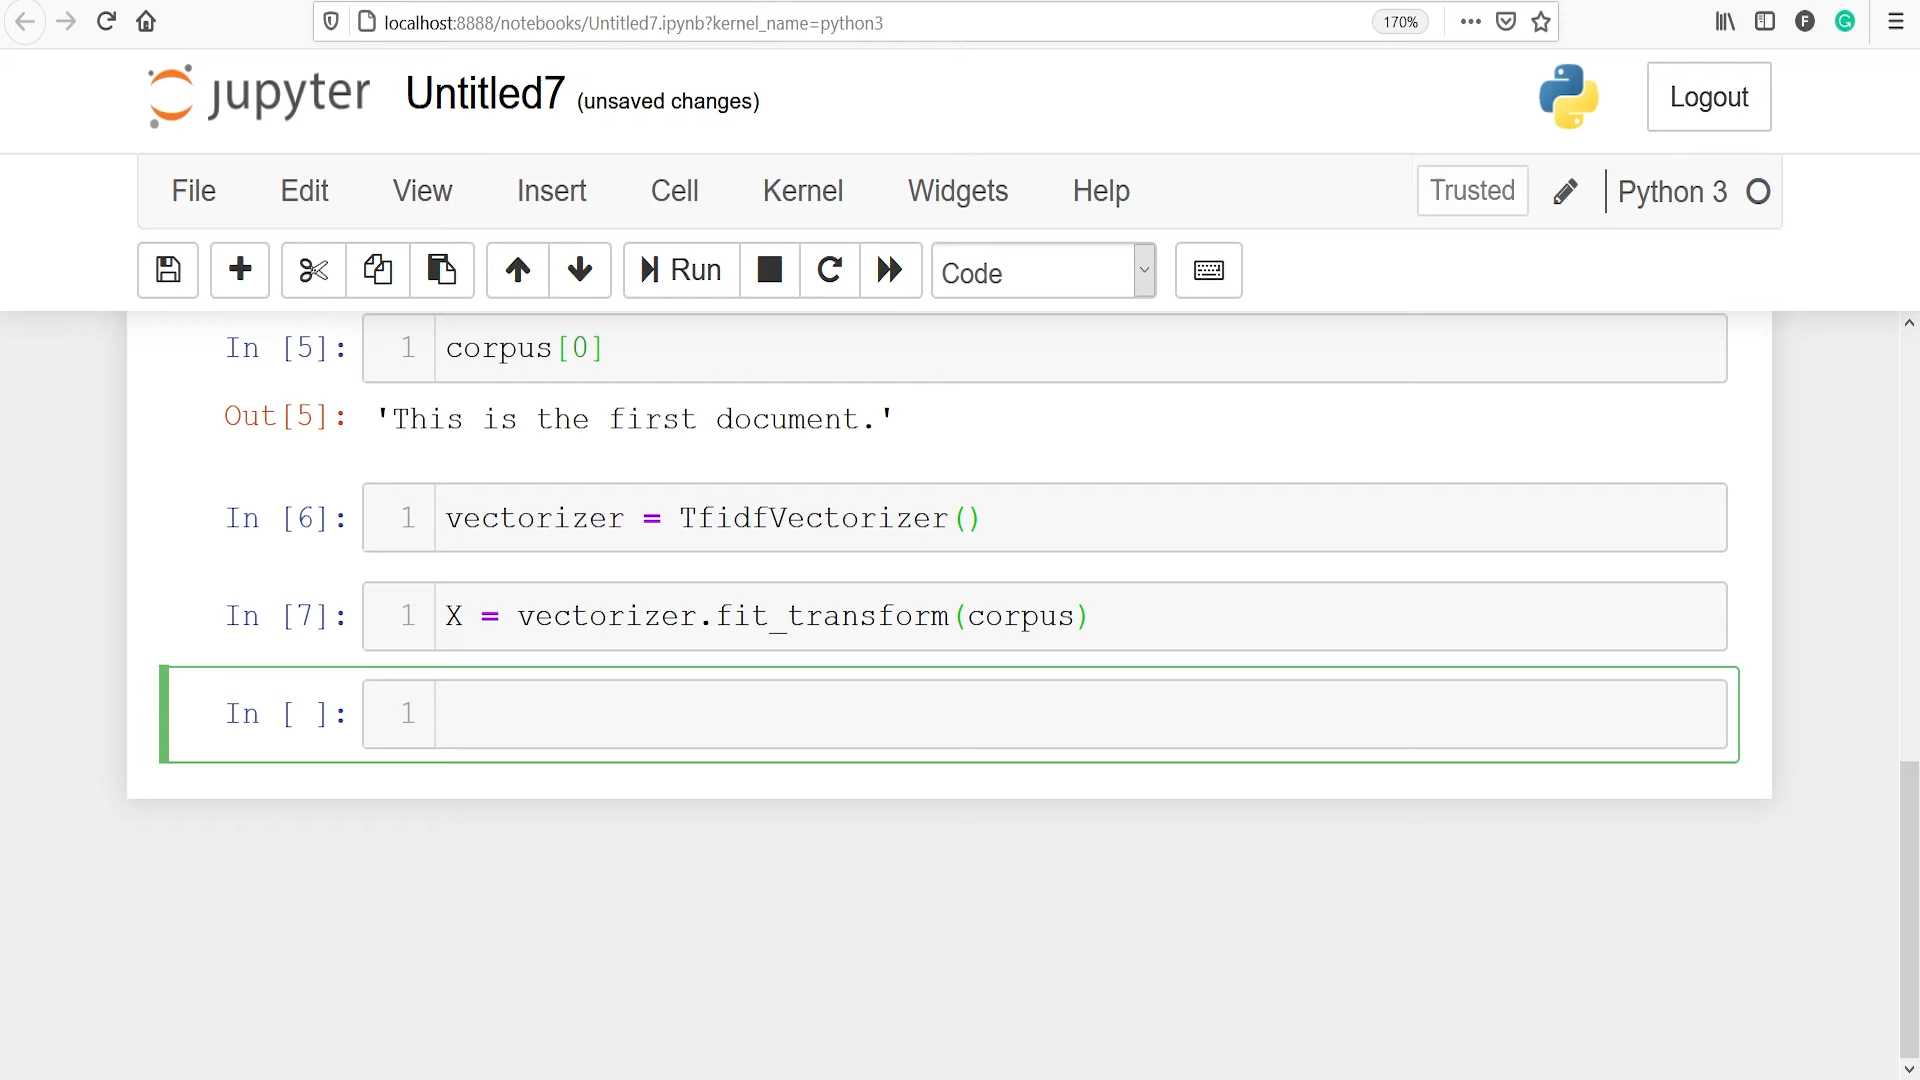 localhost:8888/notebooks/Untitled7.ipynb?kernel_name=python3 170%
jupyter Untitled7 (unsaved changes) Logout
File Edit View Insert Cell Kernel Widgets Help Trusted Python 3
Run Code
In [5]: 1 corpus[0]
Out[5]: 'This is the first document.'
In [6]: 1 vectorizer = TfidfVectorizer()
In [7]: 1 X = vectorizer.fit_transform(corpus)
In [ ]: 1